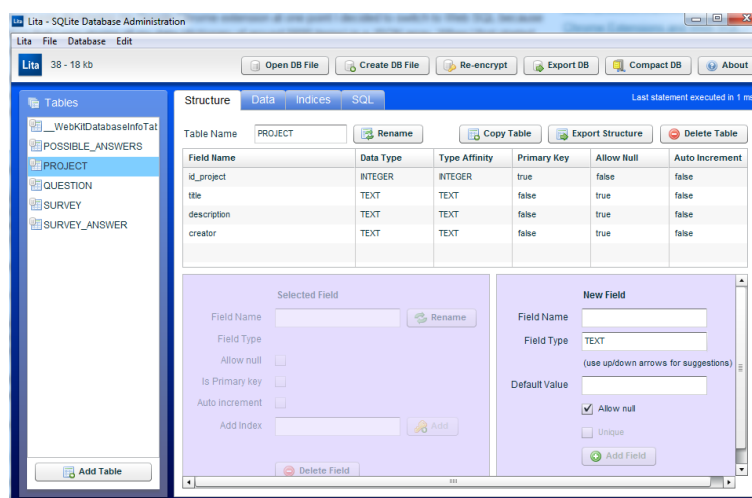 Lita - SQLite Database Administration
Lita File Database Edit
Lita 38 - 18 kb Open DB File Create DB File Re-encrypt Export DB Compact DB About
Tables
__WebKitDatabaseInfoTab
POSSIBLE_ANSWERS
PROJECT
QUESTION
SURVEY
SURVEY_ANSWER
Add Table
Structure Data Indices SQL Last statement executed in 1 ms
Table Name PROJECT Rename Copy Table Export Structure Delete Table
Field Name Data Type Type Affinity Primary Key Allow Null Auto Increment
id_project INTEGER INTEGER true false false
title TEXT TEXT false true false
description TEXT TEXT false true false
creator TEXT TEXT false true false
Selected Field
Field Name Rename
Field Type
Allow null
Is Primary key
Auto increment
Add Index Add
Delete Field
New Field
Field Name
Field Type TEXT
(use up/down arrows for suggestions)
Default Value
Allow null
Unique
Add Field